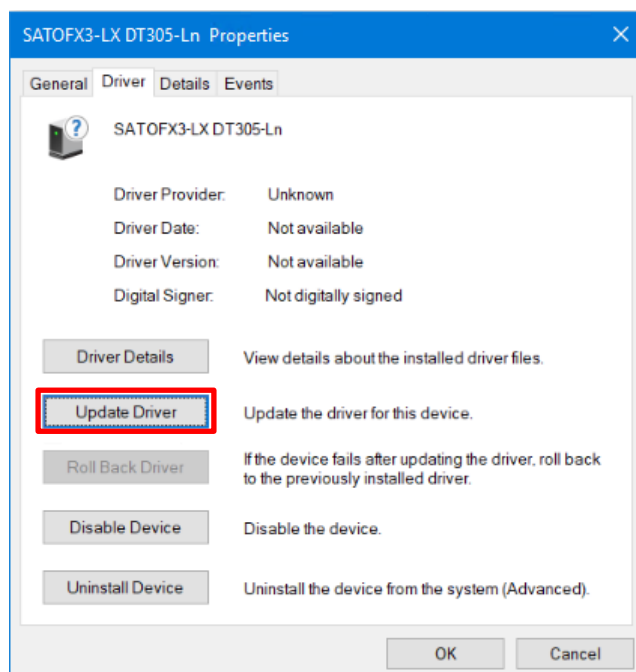 SATOFX3-LX DT305-Ln  Properties
General Driver Details Events
SATOFX3-LX DT305-Ln
Driver Provider: Unknown
Driver Date: Not available
Driver Version: Not available
Digital Signer: Not digitally signed
Driver Details View details about the installed driver files.
Update Driver Update the driver for this device.
Roll Back Driver If the device fails after updating the driver, roll back
to the previously installed driver.
Disable Device Disable the device.
Uninstall Device Uninstall the device from the system (Advanced).
OK Cancel